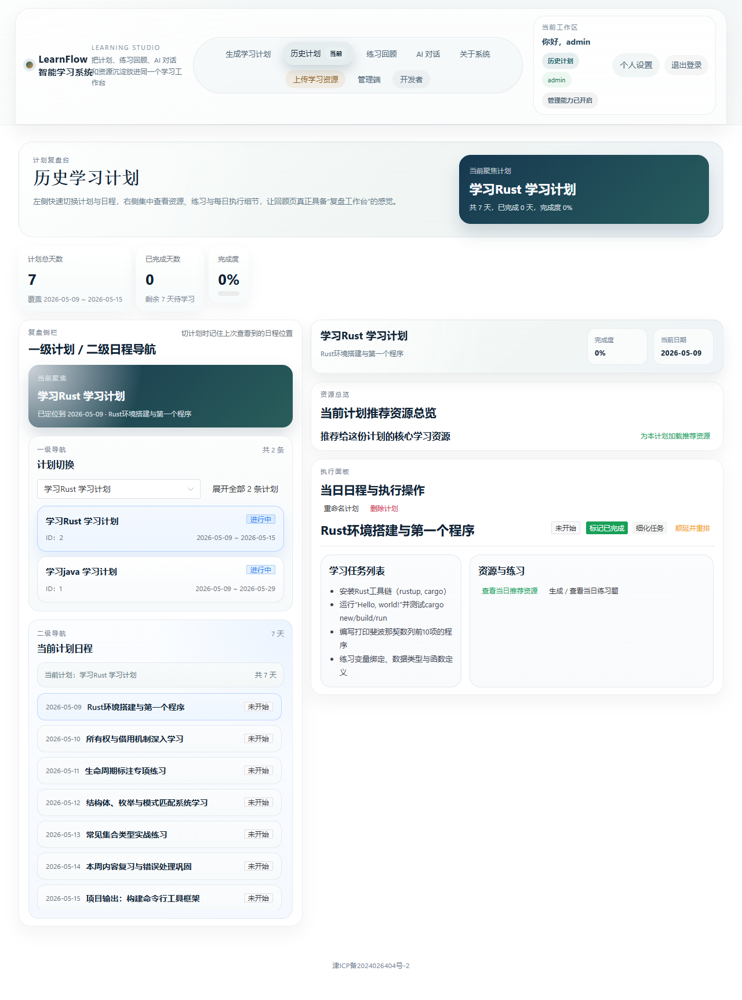 LearnFlow
智能学习系统
LEARNING STUDIO
把计划、练习回顾、AI 对话
和资源沉淀放进同一个学习工
作台
生成学习计划
历史计划 当前
练习回顾
AI 对话
关于系统
上传学习资源
管理端
开发者
当前工作区
你好，admin
历史计划
admin
管理能力已开启
个人设置
退出登录
计划复盘台
历史学习计划
左侧快速切换计划与日程，右侧集中查看资源、练习与每日执行细节，让回顾页真正具备“复盘工作台”的感觉。
当前聚焦计划
学习Rust 学习计划
共 7 天，已完成 0 天，完成度 0%
计划总天数
7
覆盖 2026-05-09 ~ 2026-05-15
已完成天数
0
剩余 7 天待学习
完成度
0%
复盘侧栏
切计划时记住上次查看到的日程位置
一级计划 / 二级日程导航
当前聚焦
学习Rust 学习计划
已定位到 2026-05-09 · Rust环境搭建与第一个程序
一级导航
共 2 条
计划切换
学习Rust 学习计划
展开全部 2 条计划
学习Rust 学习计划
进行中
ID：2
2026-05-09 ~ 2026-05-15
学习java 学习计划
进行中
ID：1
2026-05-09 ~ 2026-05-29
二级导航
7 天
当前计划日程
当前计划：学习Rust 学习计划
共 7 天
2026-05-09 Rust环境搭建与第一个程序 未开始
2026-05-10 所有权与借用机制深入学习 未开始
2026-05-11 生命周期标注专项练习 未开始
2026-05-12 结构体、枚举与模式匹配系统学习 未开始
2026-05-13 常见集合类型实战练习 未开始
2026-05-14 本周内容复习与错误处理巩固 未开始
2026-05-15 项目输出：构建命令行工具框架 未开始
学习Rust 学习计划
Rust环境搭建与第一个程序
完成度
0%
当前日期
2026-05-09
资源总览
当前计划推荐资源总览
推荐给这份计划的核心学习资源
为本计划加载推荐资源
执行面板
当日日程与执行操作
重命名计划
删除计划
Rust环境搭建与第一个程序
未开始
标记已完成
细化任务
顺延并重排
学习任务列表
安装Rust工具链（rustup, cargo）
运行“Hello, world!”并测试cargo
new/build/run
编写打印斐波那契数列前10项的程
序
练习变量绑定、数据类型与函数定
义
资源与练习
查看当日推荐资源
生成 / 查看当日练习题
津ICP备2024026404号-2